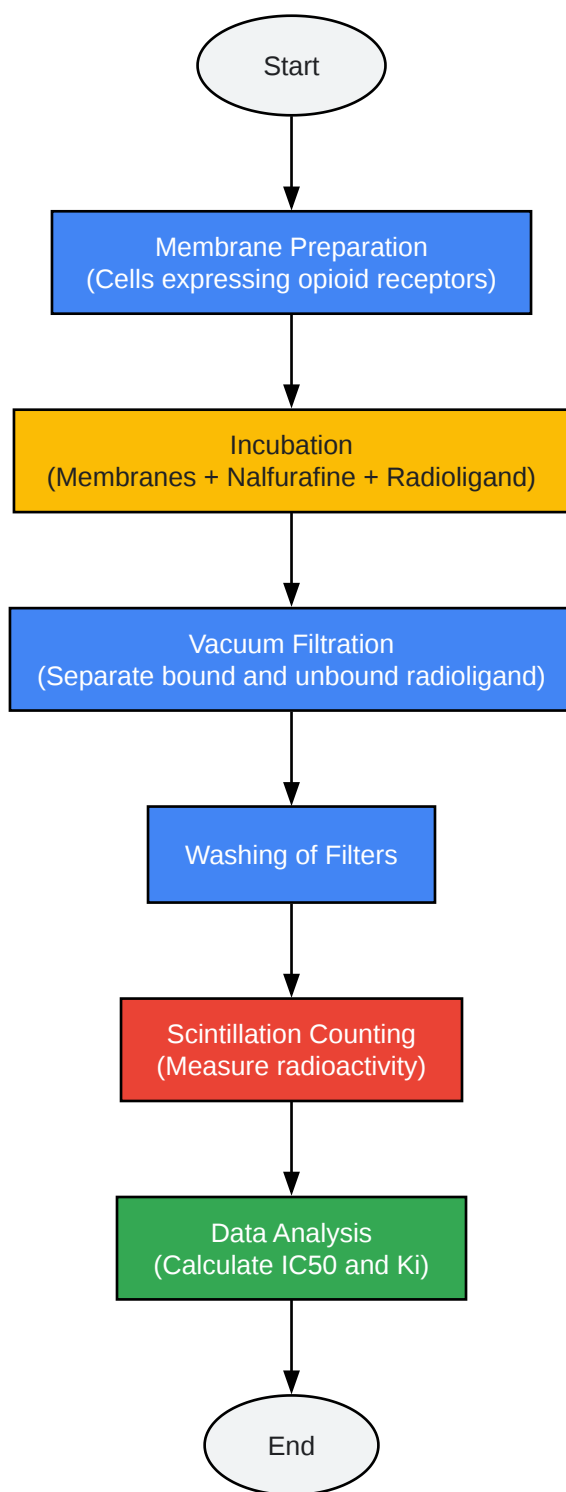 Start
Membrane Preparation
(Cells expressing opioid receptors)
Incubation
(Membranes + Nalfurafine + Radioligand)
Vacuum Filtration
(Separate bound and unbound radioligand)
Washing of Filters
Scintillation Counting
(Measure radioactivity)
Data Analysis
(Calculate IC50 and Ki)
End